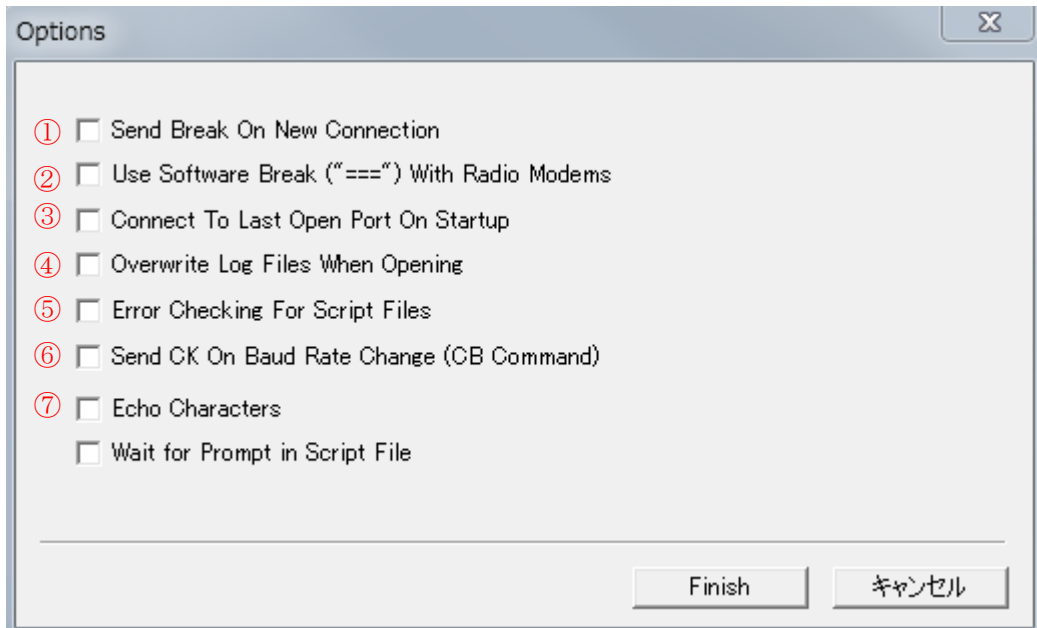 Options
① Send Break On New Connection
② Use Software Break ("===") With Radio Modems
③ Connect To Last Open Port On Startup
④ Overwrite Log Files When Opening
⑤ Error Checking For Script Files
⑥ Send CK On Baud Rate Change (CB Command)
⑦ Echo Characters
Wait for Prompt in Script File
Finish キャンセル